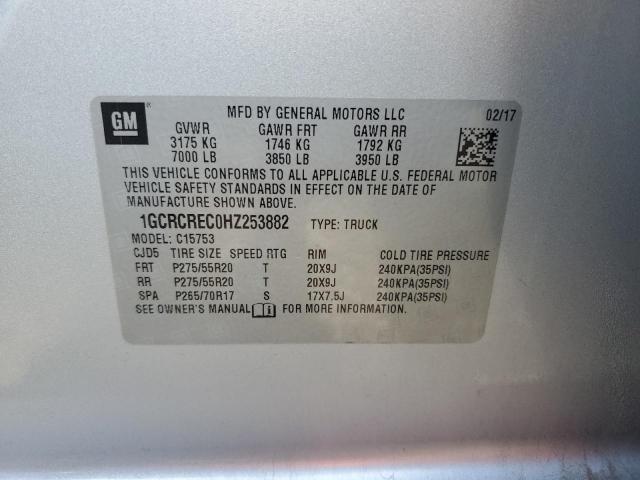 GM
MFD BY GENERAL MOTORS LLC 02/17
GVWR GAWR FRT GAWR RR
3175 KG 1746 KG 1792 KG
7000 LB 3850 LB 3950 LB
THIS VEHICLE CONFORMS TO ALL APPLICABLE U.S. FEDERAL MOTOR
VEHICLE SAFETY STANDARDS IN EFFECT ON THE DATE OF
MANUFACTURE SHOWN ABOVE.
1GCRCREC0HZ253882 TYPE: TRUCK
MODEL: C15753
CJD5 TIRE SIZE SPEED RTG RIM COLD TIRE PRESSURE
FRT P275/55R20 T 20X9J 240KPA(35PSI)
RR P275/55R20 T 20X9J 240KPA(35PSI)
SPA P265/70R17 S 17X7.5J 240KPA(35PSI)
SEE OWNER'S MANUAL FOR MORE INFORMATION.